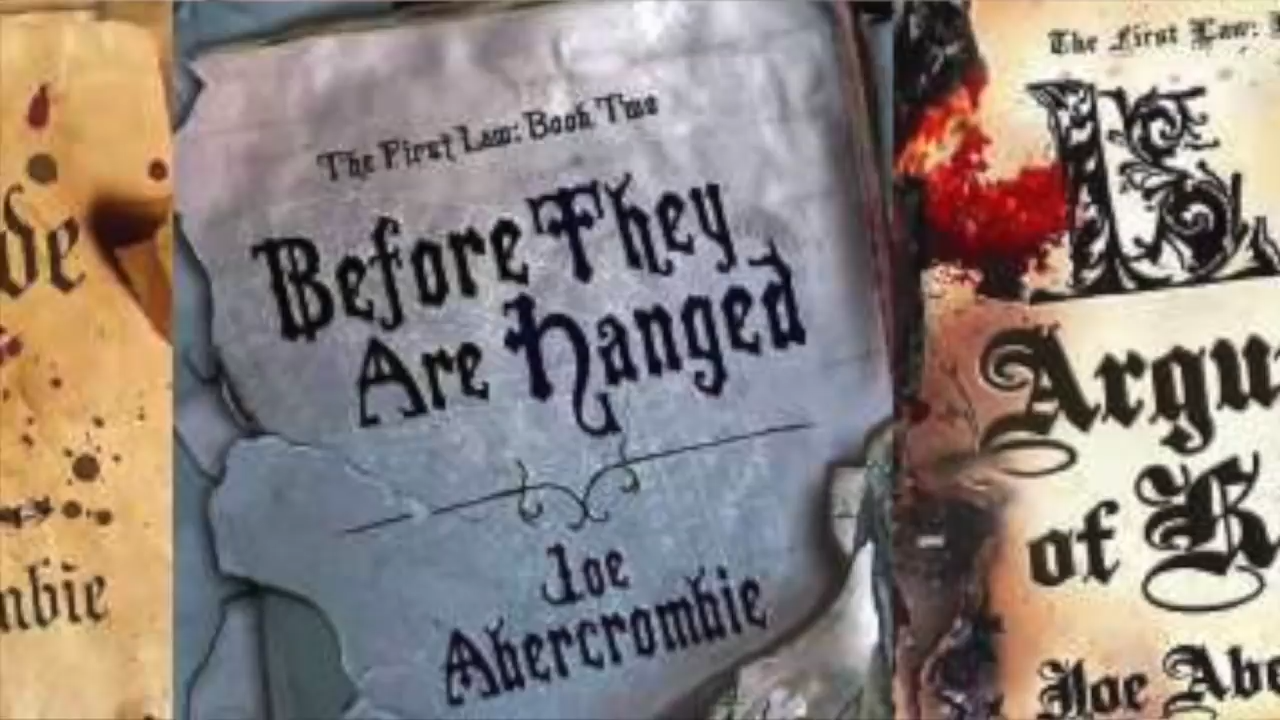 de
mbie
The First Law: Book Two
Before They
Are Hanged
Joe
Abercrombie
The First Law:
L
Argu
of K
Joe Abe